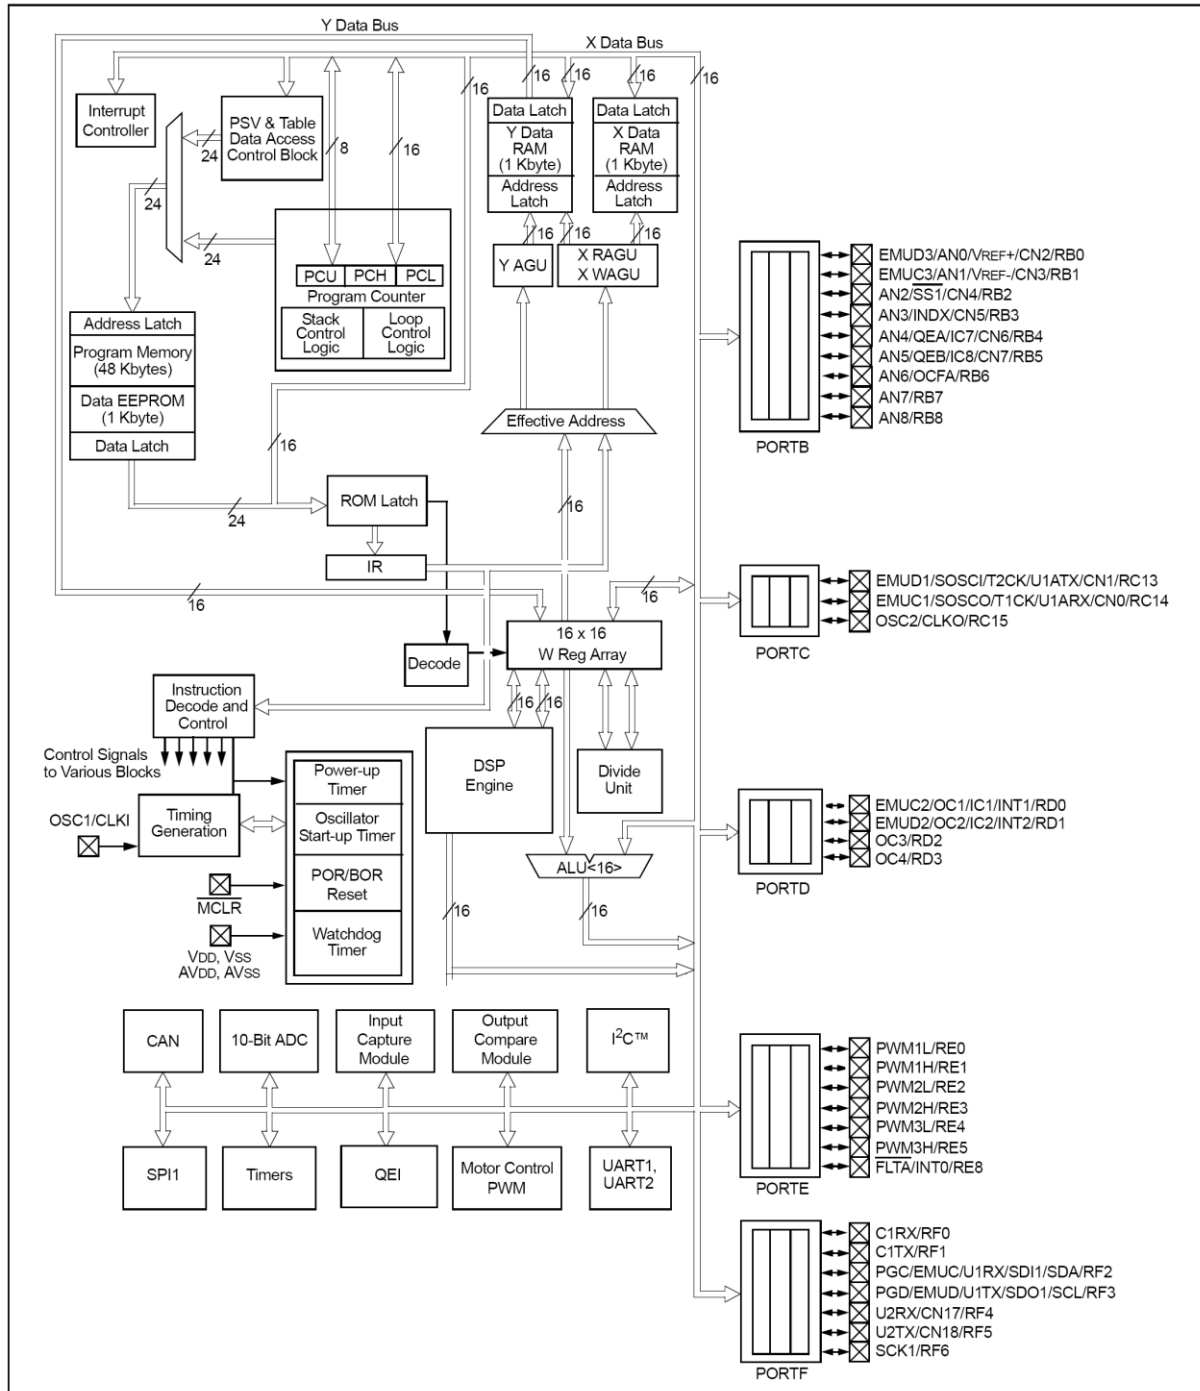 Y Data Bus
X Data Bus
16
16
16
16
16
8
16
Interrupt
Controller
PSV & Table
Data Access
Control Block
24
24
24
Data Latch
Y Data
RAM
(1 Kbyte)
Address
Latch
Data Latch
X Data
RAM
(1 Kbyte)
Address
Latch
16
16
16
Y AGU
X RAGU
X WAGU
PCU
PCH
PCL
Program Counter
Stack
Control
Logic
Loop
Control
Logic
Address Latch
Program Memory
(48 Kbytes)
Data EEPROM
(1 Kbyte)
Data Latch
16
24
Effective Address
16
ROM Latch
IR
16
16
16 x 16
W Reg Array
Decode
16
16
Instruction
Decode and
Control
Control Signals
to Various Blocks
OSC1/CLKI
Timing
Generation
MCLR
VDD, VSS
AVDD, AVSS
Power-up
Timer
Oscillator
Start-up Timer
POR/BOR
Reset
Watchdog
Timer
DSP
Engine
Divide
Unit
ALU<16>
16
16
CAN
10-Bit ADC
Input
Capture
Module
Output
Compare
Module
I²C™
SPI1
Timers
QEI
Motor Control
PWM
UART1,
UART2
EMUD3/AN0/VREF+/CN2/RB0
EMUC3/AN1/VREF-/CN3/RB1
AN2/SS1/CN4/RB2
AN3/INDX/CN5/RB3
AN4/QEA/IC7/CN6/RB4
AN5/QEB/IC8/CN7/RB5
AN6/OCFA/RB6
AN7/RB7
AN8/RB8
PORTB
EMUD1/SOSCI/T2CK/U1ATX/CN1/RC13
EMUC1/SOSCO/T1CK/U1ARX/CN0/RC14
OSC2/CLKO/RC15
PORTC
EMUC2/OC1/IC1/INT1/RD0
EMUD2/OC2/IC2/INT2/RD1
OC3/RD2
OC4/RD3
PORTD
PWM1L/RE0
PWM1H/RE1
PWM2L/RE2
PWM2H/RE3
PWM3L/RE4
PWM3H/RE5
FLTA/INT0/RE8
PORTE
C1RX/RF0
C1TX/RF1
PGC/EMUC/U1RX/SDI1/SDA/RF2
PGD/EMUD/U1TX/SDO1/SCL/RF3
U2RX/CN17/RF4
U2TX/CN18/RF5
SCK1/RF6
PORTF